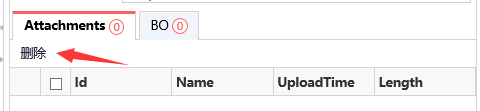 Attachments 0 BO 0
删除
Id Name UploadTime Length